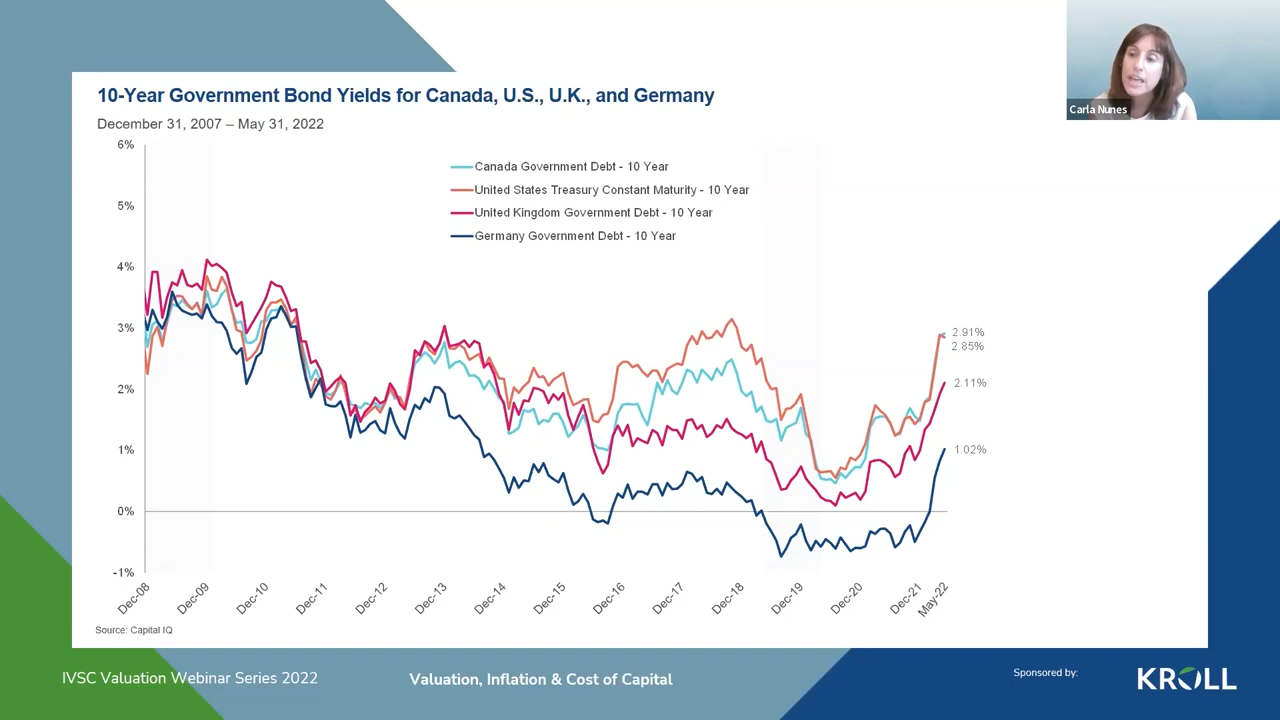 10-Year Government Bond Yields for Canada, U.S., U.K., and Germany
December 31, 2007 – May 31, 2022
Carla Nunes
6%
5%
4%
3%
2%
1%
0%
-1%
Canada Government Debt - 10 Year
United States Treasury Constant Maturity - 10 Year
United Kingdom Government Debt - 10 Year
Germany Government Debt - 10 Year
2.91%
2.85%
2.11%
1.02%
Dec-08
Dec-09
Dec-10
Dec-11
Dec-12
Dec-13
Dec-14
Dec-15
Dec-16
Dec-17
Dec-18
Dec-19
Dec-20
Dec-21
May-22
Source: Capital IQ
IVSC Valuation Webinar Series 2022
Valuation, Inflation & Cost of Capital
Sponsored by:
KROLL